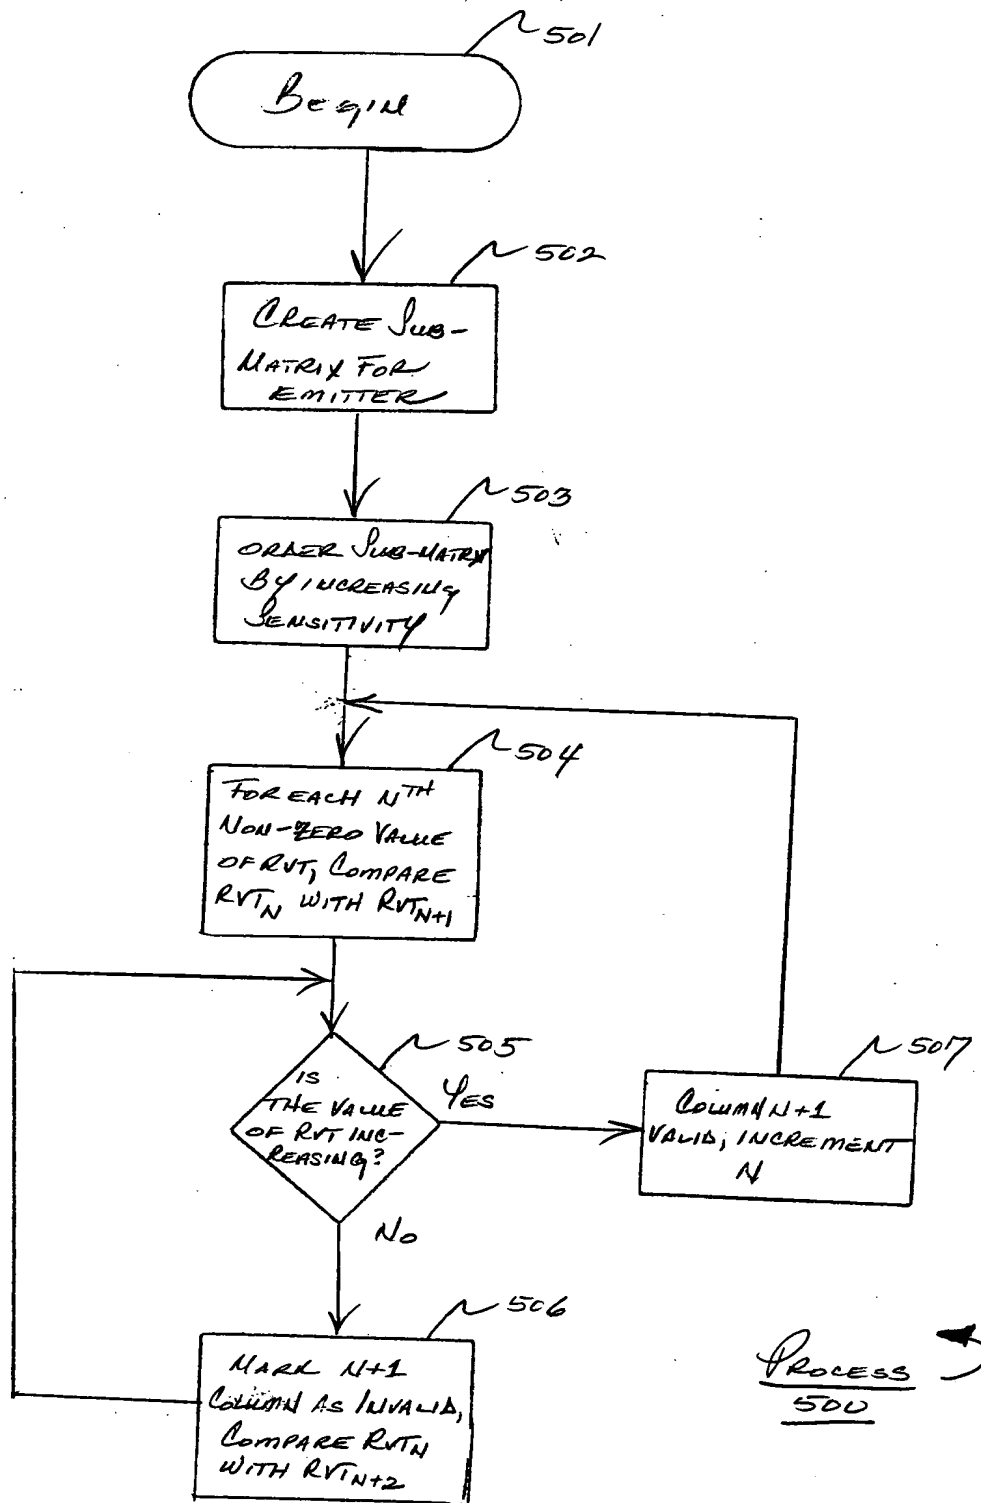 501
Begin
502
CREATE SUB-
MATRIX FOR
EMITTER
503
ORDER SUB-MATRIX
BY INCREASING
SENSITIVITY
504
FOR EACH NTH
NON-ZERO VALUE
OF RVT, COMPARE
RVTN WITH RVTN+1
505
IS
THE VALUE
OF RVT INC-
REASING?
YES
507
COLUMN N+1
VALID; INCREMENT
N
NO
506
MARK N+1
COLUMN AS INVALID,
COMPARE RVTN
WITH RVTN+2
PROCESS
500